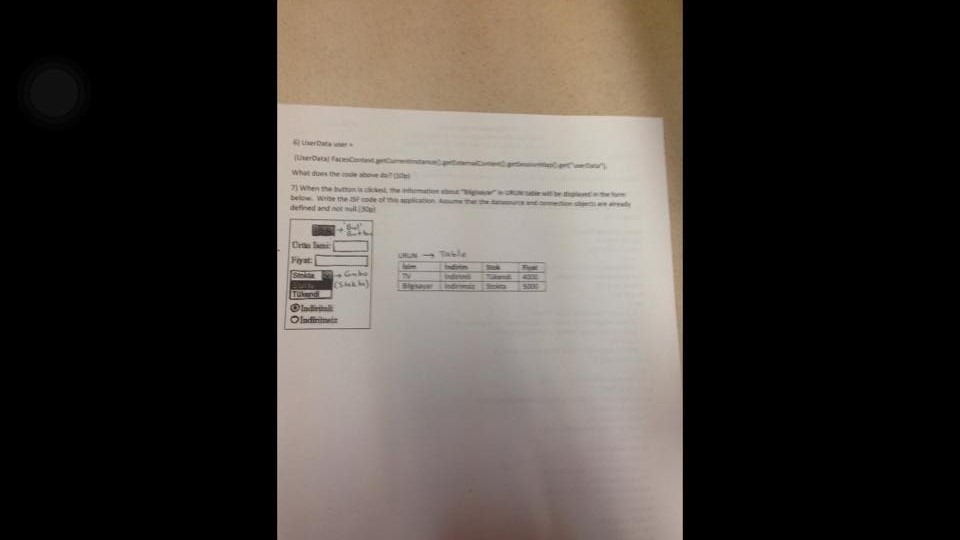 6) UserData user =
(UserData) FacesContext.getCurrentInstance().getExternalContext().getSessionMap().get("userData");
What does the code above do? (10p)
7) When the button is clicked, the information about "Bilgisayar" in URUN table will be displayed in the form
below. Write the JSF code of this application. Assume that the datasource and connection objects are already
defined and not null.(30p)
→ "Bul"
Button
Ürün İsmi:
Fiyat:
Stokta → Combo
Stokta (Stokta)
Tükendi
İndirimli
İndirimsiz
URUN → Table
İsim İndirim Stok Fiyat
TV İndirimli Tükendi 4000
Bilgisayar İndirimsiz Stokta 5000